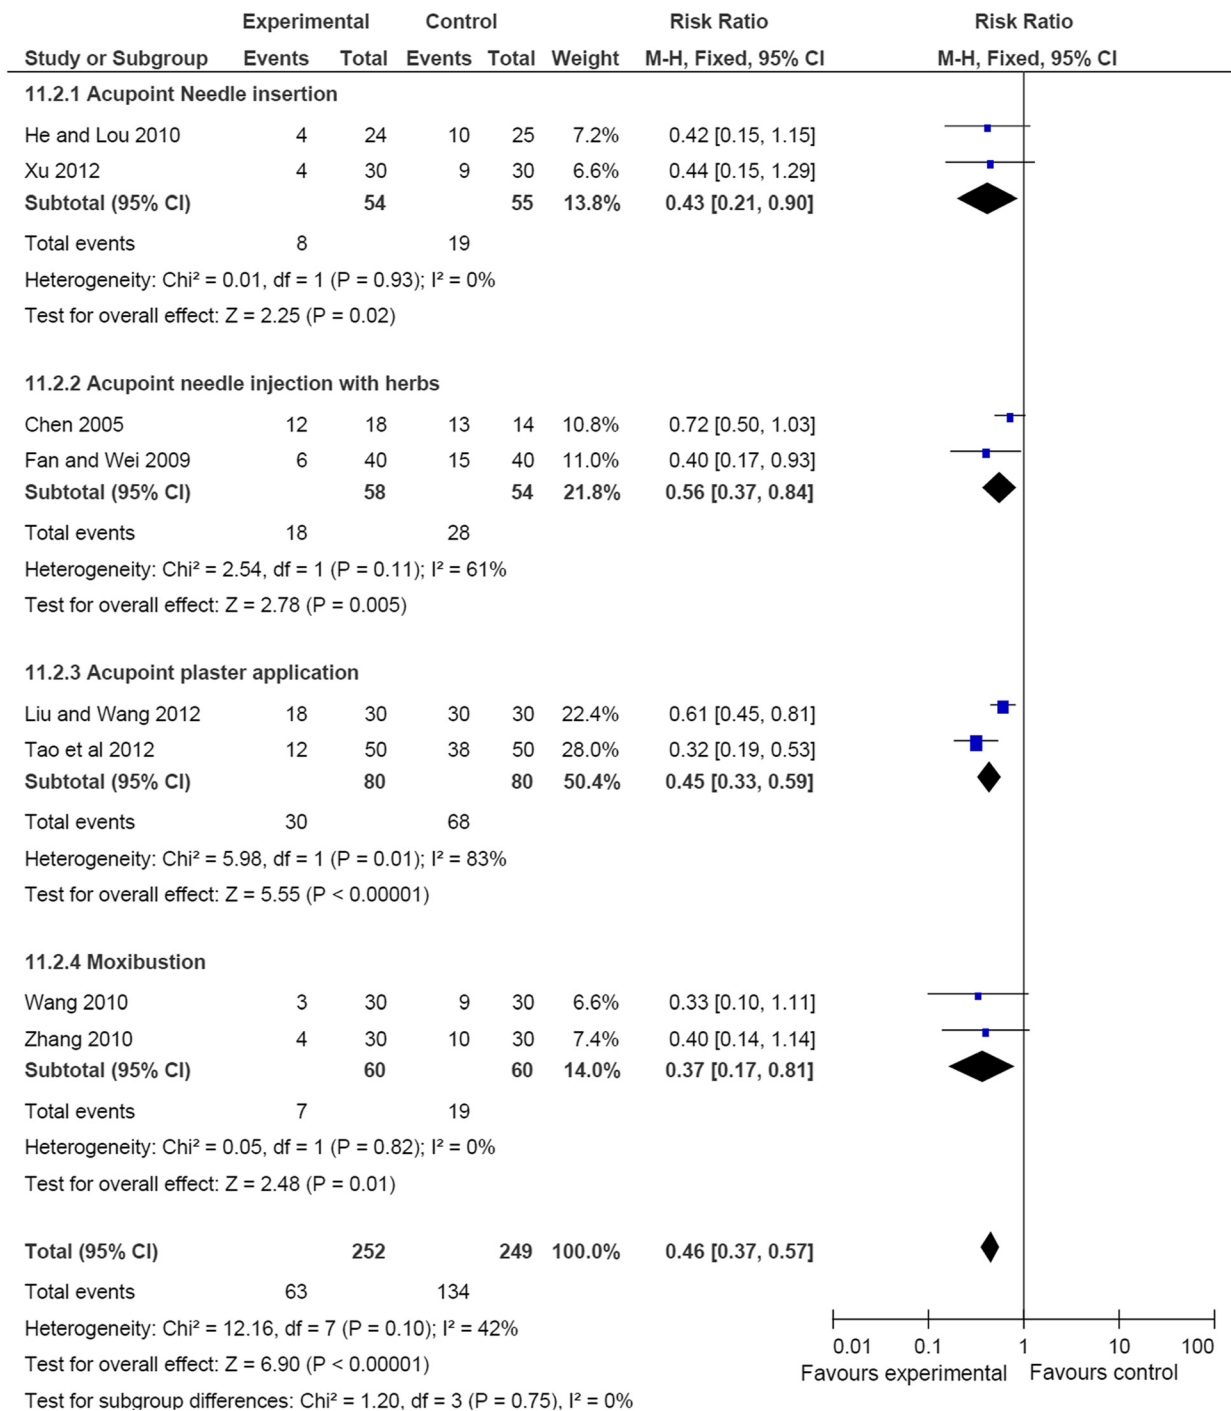 Experimental Control Risk Ratio Risk Ratio
Study or Subgroup Events Total Events Total Weight M-H, Fixed, 95% CI M-H, Fixed, 95% CI
11.2.1 Acupoint Needle insertion
He and Lou 2010 4 24 10 25 7.2% 0.42 [0.15, 1.15]
Xu 2012 4 30 9 30 6.6% 0.44 [0.15, 1.29]
Subtotal (95% CI) 54 55 13.8% 0.43 [0.21, 0.90]
Total events 8 19
Heterogeneity: Chi² = 0.01, df = 1 (P = 0.93); I² = 0%
Test for overall effect: Z = 2.25 (P = 0.02)
11.2.2 Acupoint needle injection with herbs
Chen 2005 12 18 13 14 10.8% 0.72 [0.50, 1.03]
Fan and Wei 2009 6 40 15 40 11.0% 0.40 [0.17, 0.93]
Subtotal (95% CI) 58 54 21.8% 0.56 [0.37, 0.84]
Total events 18 28
Heterogeneity: Chi² = 2.54, df = 1 (P = 0.11); I² = 61%
Test for overall effect: Z = 2.78 (P = 0.005)
11.2.3 Acupoint plaster application
Liu and Wang 2012 18 30 30 30 22.4% 0.61 [0.45, 0.81]
Tao et al 2012 12 50 38 50 28.0% 0.32 [0.19, 0.53]
Subtotal (95% CI) 80 80 50.4% 0.45 [0.33, 0.59]
Total events 30 68
Heterogeneity: Chi² = 5.98, df = 1 (P = 0.01); I² = 83%
Test for overall effect: Z = 5.55 (P < 0.00001)
11.2.4 Moxibustion
Wang 2010 3 30 9 30 6.6% 0.33 [0.10, 1.11]
Zhang 2010 4 30 10 30 7.4% 0.40 [0.14, 1.14]
Subtotal (95% CI) 60 60 14.0% 0.37 [0.17, 0.81]
Total events 7 19
Heterogeneity: Chi² = 0.05, df = 1 (P = 0.82); I² = 0%
Test for overall effect: Z = 2.48 (P = 0.01)
Total (95% CI) 252 249 100.0% 0.46 [0.37, 0.57]
Total events 63 134
Heterogeneity: Chi² = 12.16, df = 7 (P = 0.10); I² = 42%
Test for overall effect: Z = 6.90 (P < 0.00001)
Test for subgroup differences: Chi² = 1.20, df = 3 (P = 0.75), I² = 0%
0.01 0.1 1 10 100
Favours experimental Favours control